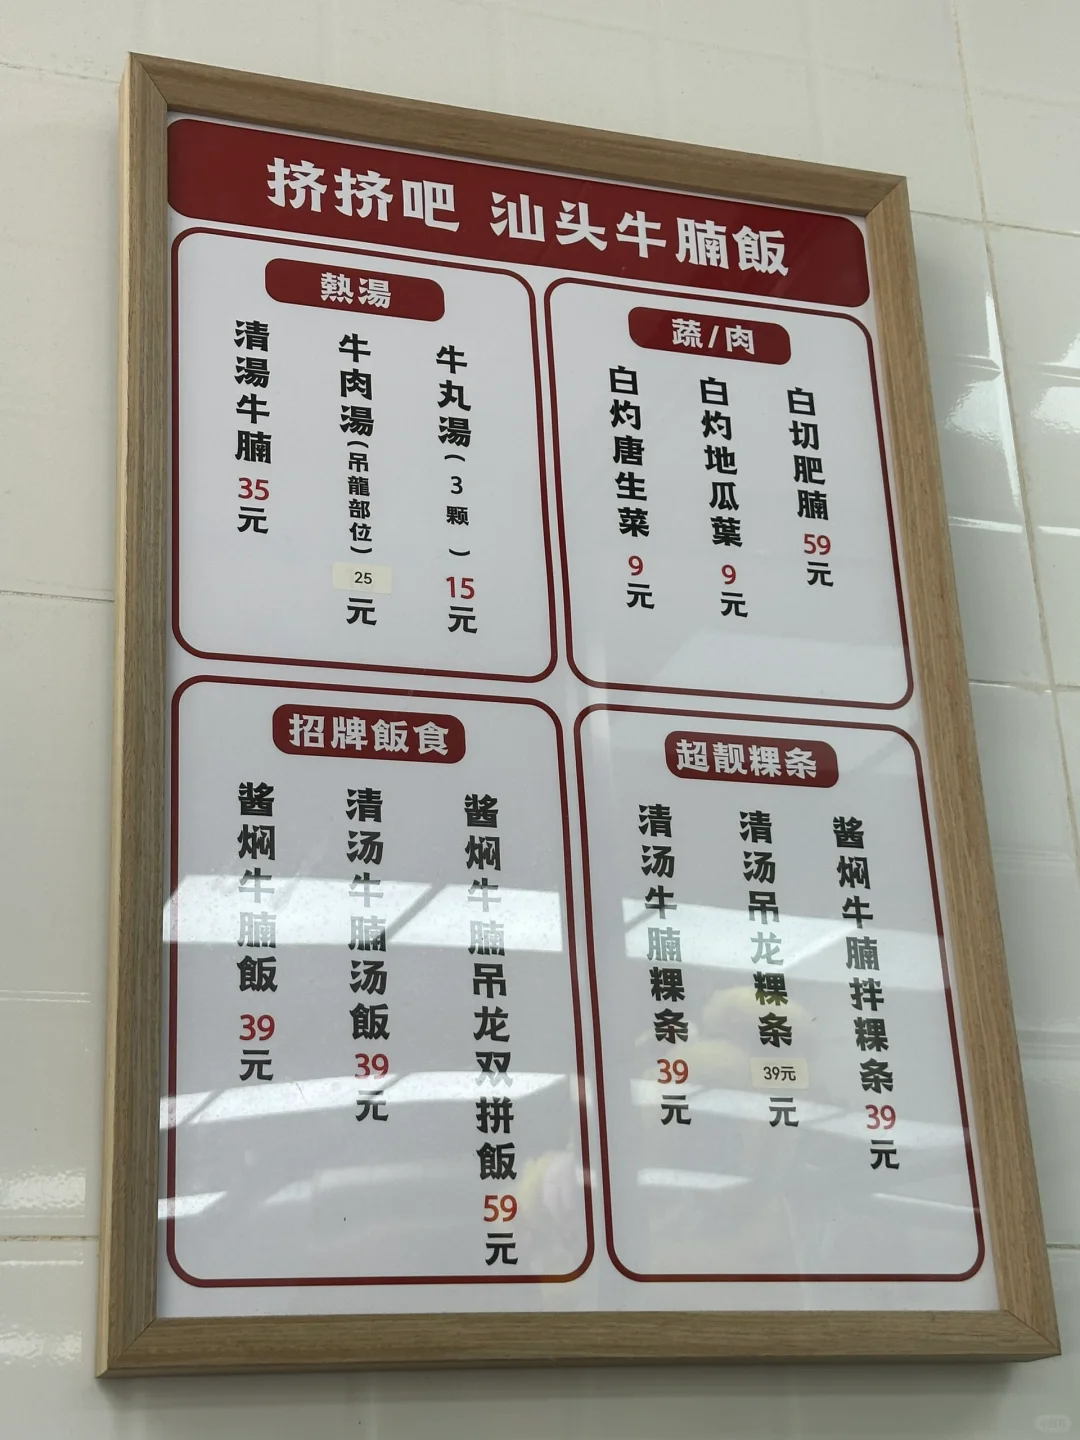 挤挤吧 汕头牛腩飯
熱湯
清湯牛腩 35元
牛肉湯(吊龍部位) 25元
牛丸湯(3颗) 15元
蔬/肉
白灼唐生菜 9元
白灼地瓜葉 9元
白切肥腩 59元
招牌飯食
酱焖牛腩飯 39元
清汤牛腩汤飯 39元
酱焖牛腩吊龙双拼飯 59元
超靓粿条
清汤牛腩粿条 39元
清汤吊龙粿条 39元元
酱焖牛腩拌粿条 39元